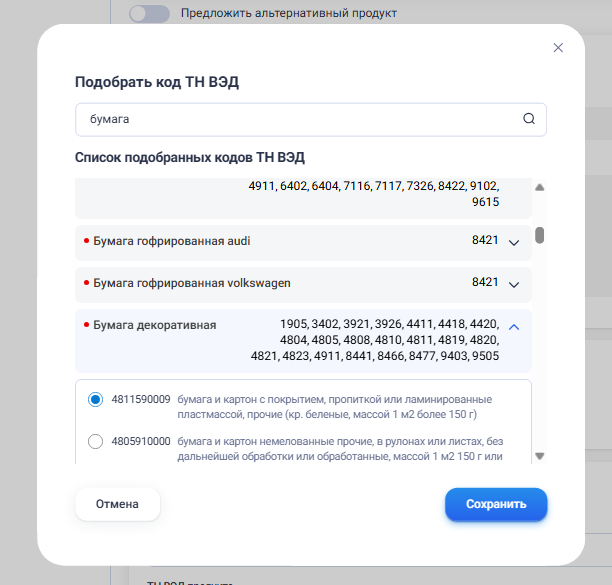 Предложить альтернативный продукт
Подобрать код ТН ВЭД
бумага
Список подобранных кодов ТН ВЭД
4911, 6402, 6404, 7116, 7117, 7326, 8422, 9102,
9615
Бумага гофрированная audi 8421
Бумага гофрированная volkswagen 8421
Бумага декоративная 1905, 3402, 3921, 3926, 4411, 4418, 4420,
4804, 4805, 4808, 4810, 4811, 4819, 4820,
4821, 4823, 4911, 8441, 8466, 8477, 9403, 9505
4811590009 бумага и картон с покрытием, пропиткой или ламинированные
пластмассой, прочие (кр. беленые, массой 1 м2 более 150 г)
4805910000 бумага и картон немелованные прочие, в рулонах или листах, без
дальнейшей обработки или обработанные, массой 1 м2 150 г или
Отмена Сохранить
ТН ВЭД продукта